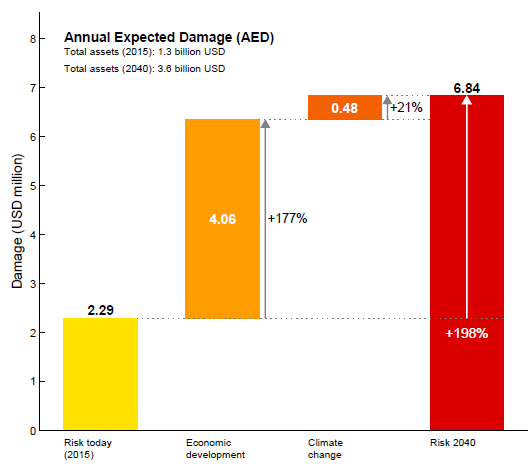 Annual Expected Damage (AED)
Total assets (2015): 1.3 billion USD
Total assets (2040): 3.6 billion USD
Damage (USD million)
8
7
6
5
4
3
2
1
0
2.29
4.06
+177%
0.48
+21%
6.84
+198%
Risk today
(2015)
Economic
development
Climate
change
Risk 2040